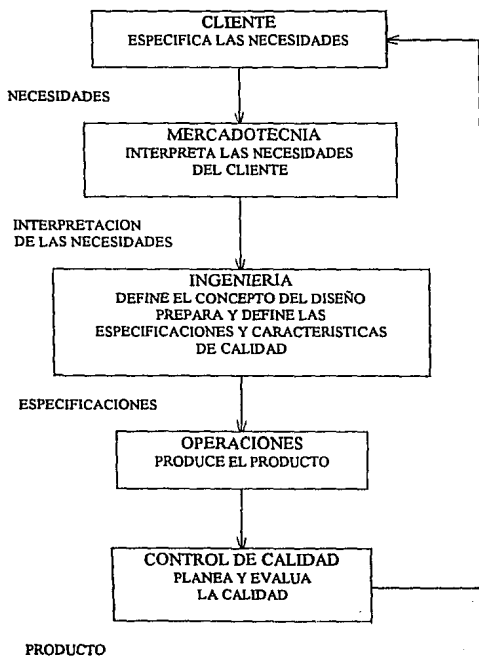 CLIENTE
ESPECIFICA LAS NECESIDADES
NECESIDADES
MERCADOTECNIA
INTERPRETA LAS NECESIDADES
DEL CLIENTE
INTERPRETACION
DE LAS NECESIDADES
INGENIERIA
DEFINE EL CONCEPTO DEL DISEÑO
PREPARA Y DEFINE LAS
ESPECIFICACIONES Y CARACTERISTICAS
DE CALIDAD
ESPECIFICACIONES
OPERACIONES
PRODUCE EL PRODUCTO
CONTROL DE CALIDAD
PLANEA Y EVALUA
LA CALIDAD
PRODUCTO